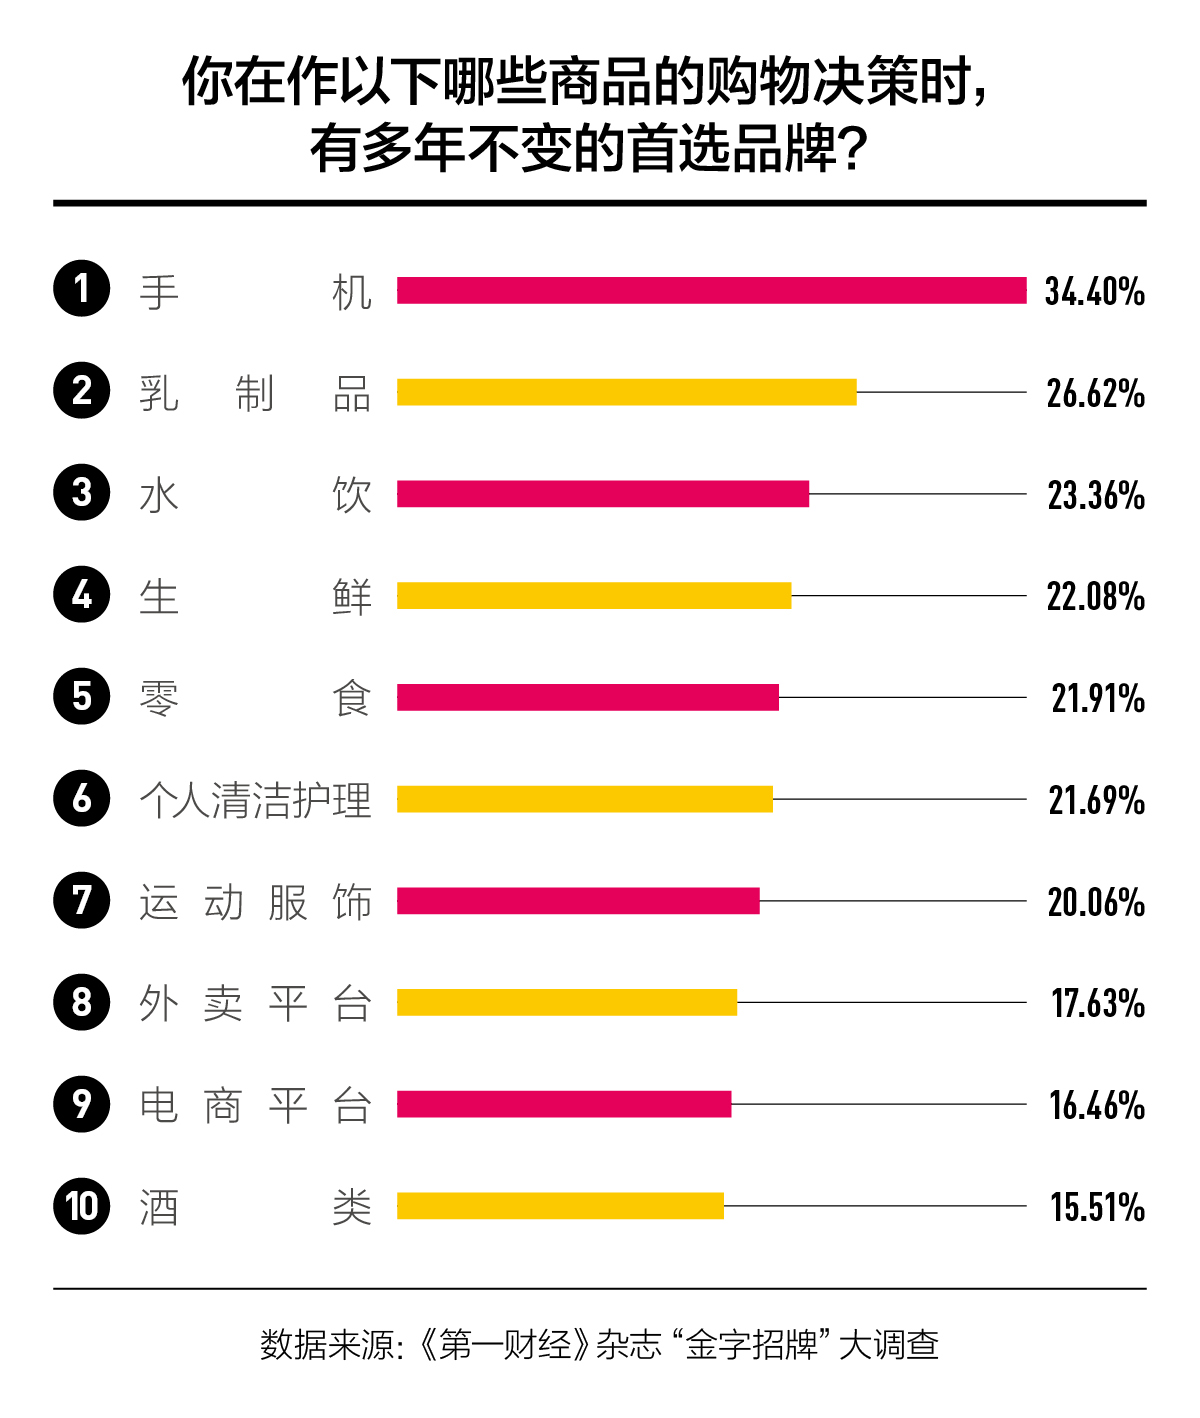 你在作以下哪些商品的购物决策时，
有多年不变的首选品牌？
1 手机 34.40%
2 乳制品 26.62%
3 水饮 23.36%
4 生鲜 22.08%
5 零食 21.91%
6 个人清洁护理 21.69%
7 运动服饰 20.06%
8 外卖平台 17.63%
9 电商平台 16.46%
10 酒类 15.51%
数据来源：《第一财经》杂志“金字招牌”大调查